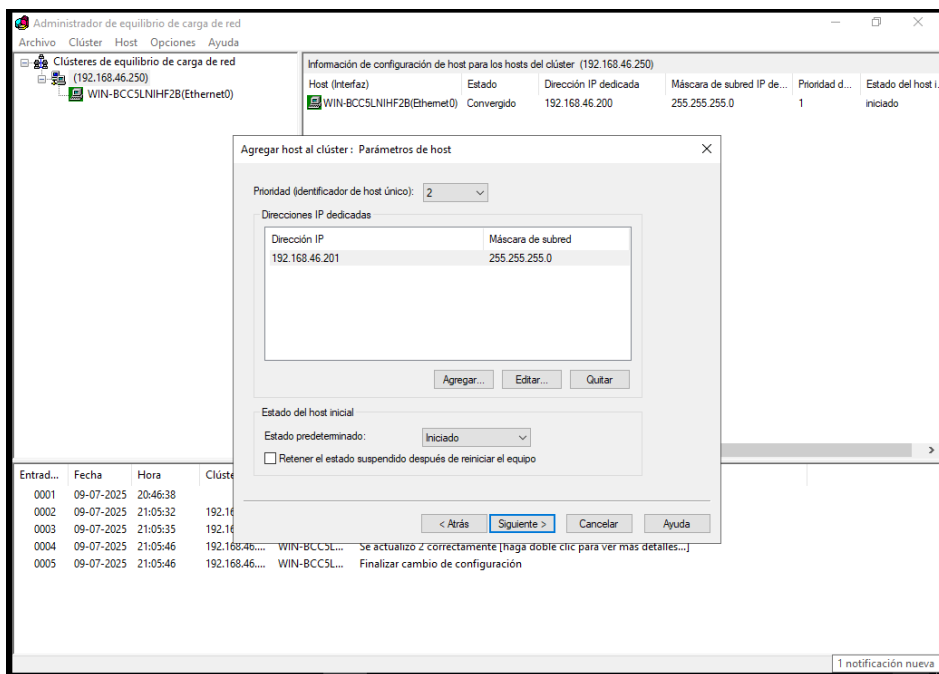 Administrador de equilibrio de carga de red
Archivo Clúster Host Opciones Ayuda
Clústeres de equilibrio de carga de red
(192.168.46.250)
WIN-BCC5LNIHF2B(Ethernet0)
Información de configuración de host para los hosts del clúster (192.168.46.250)
Host (Interfaz) Estado Dirección IP dedicada Máscara de subred IP de... Prioridad d... Estado del host i.
WIN-BCC5LNIHF2B(Ethernet0) Convergido 192.168.46.200 255.255.255.0 1 iniciado
Agregar host al clúster: Parámetros de host
Prioridad (identificador de host único): 2
Direcciones IP dedicadas
Dirección IP Máscara de subred
192.168.46.201 255.255.255.0
Agregar... Editar... Quitar
Estado del host inicial
Estado predeterminado: Iniciado
Retener el estado suspendido después de reiniciar el equipo
< Atrás Siguiente > Cancelar Ayuda
Entrad... Fecha Hora Clúste
0001 09-07-2025 20:46:38
0002 09-07-2025 21:05:32 192.16
0003 09-07-2025 21:05:35 192.16
0004 09-07-2025 21:05:46 192.168.46.... WIN-BCC5L... Se actualizó 2 correctamente [haga doble clic para ver más detalles...]
0005 09-07-2025 21:05:46 192.168.46.... WIN-BCC5L... Finalizar cambio de configuración
1 notificación nueva